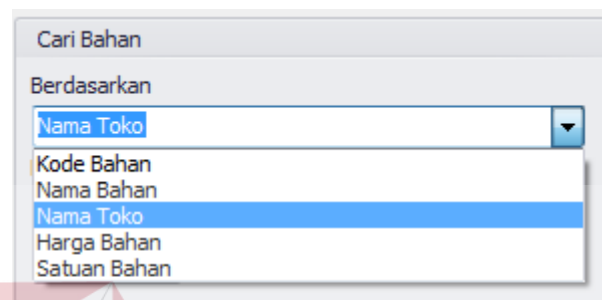 Cari Bahan
Berdasarkan
Nama Toko
Kode Bahan
Nama Bahan
Nama Toko
Harga Bahan
Satuan Bahan